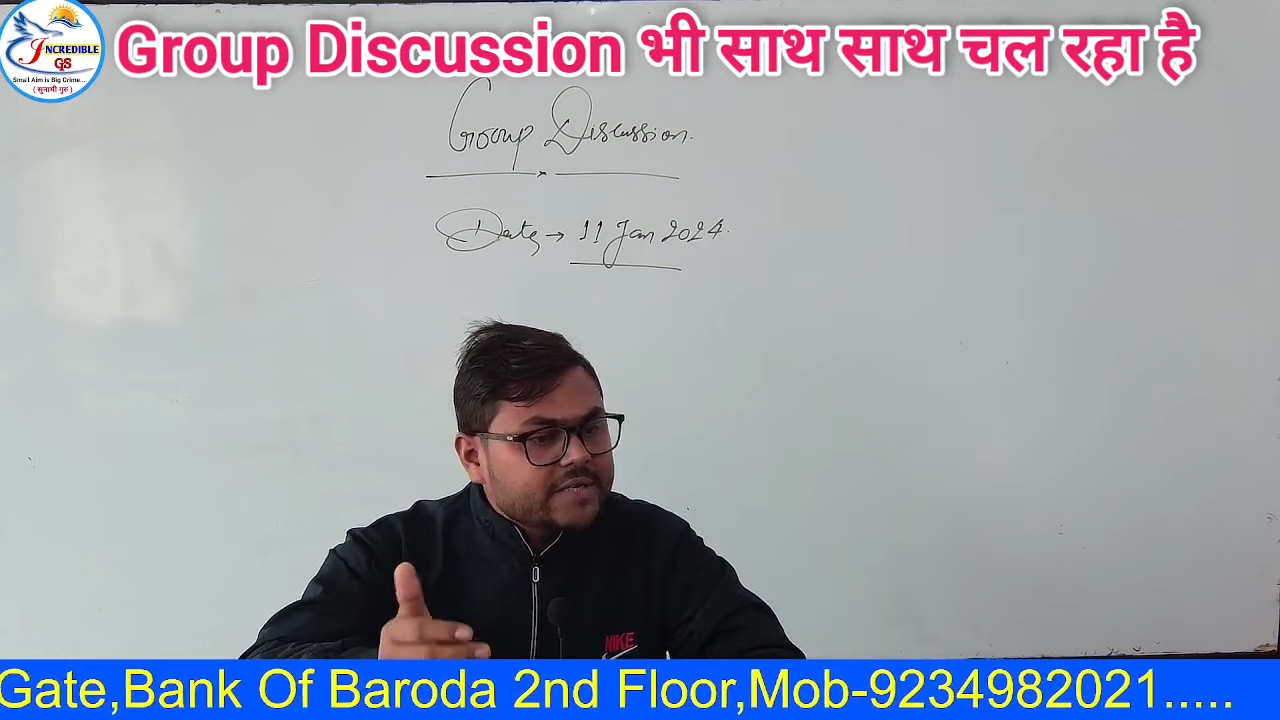 INCREDIBLE
GS
Small Aim is Big Crime...
( सुनामी गुरु )
Group Discussion भी साथ साथ चल रहा है
Group Discussion.
Date → 11 Jan 2024.
NIKE
Gate,Bank Of Baroda 2nd Floor,Mob-9234982021.....